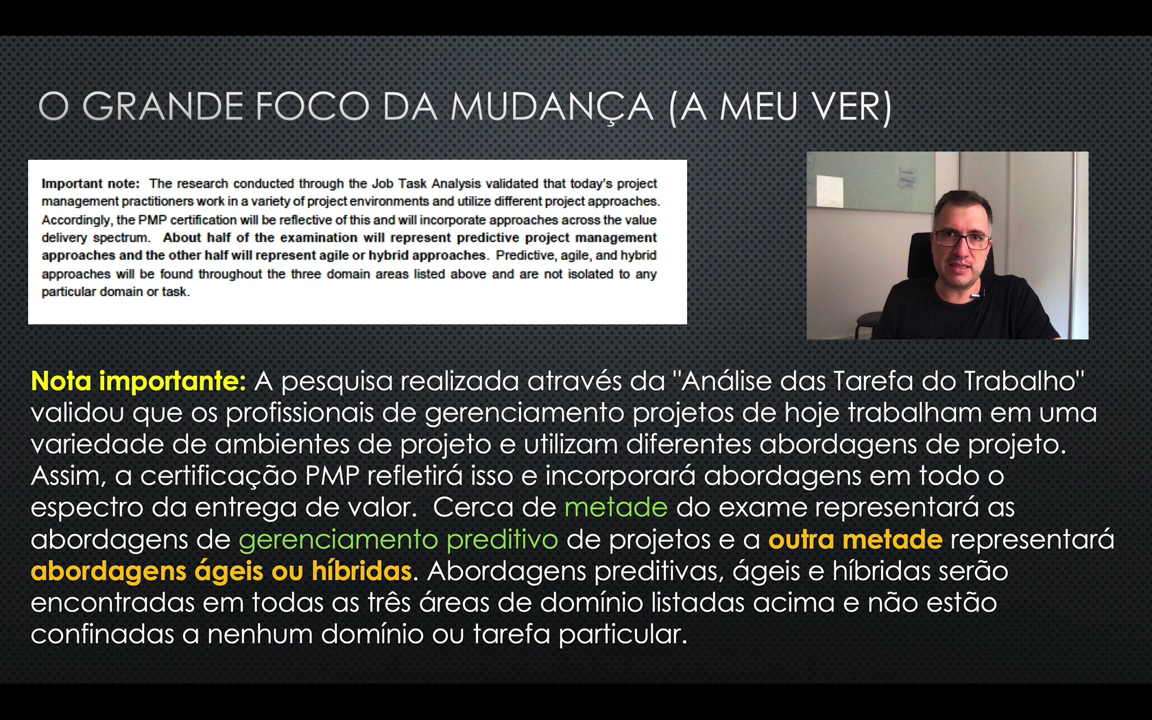 O GRANDE FOCO DA MUDANÇA (A MEU VER)
Important note: The research conducted through the Job Task Analysis validated that today's project
management practitioners work in a variety of project environments and utilize different project approaches.
Accordingly, the PMP certification will be reflective of this and will incorporate approaches across the value
delivery spectrum. About half of the examination will represent predictive project management
approaches and the other half will represent agile or hybrid approaches. Predictive, agile, and hybrid
approaches will be found throughout the three domain areas listed above and are not isolated to any
particular domain or task.
Nota importante: A pesquisa realizada através da "Análise das Tarefa do Trabalho"
validou que os profissionais de gerenciamento projetos de hoje trabalham em uma
variedade de ambientes de projeto e utilizam diferentes abordagens de projeto.
Assim, a certificação PMP refletirá isso e incorporará abordagens em todo o
espectro da entrega de valor. Cerca de metade do exame representará as
abordagens de gerenciamento preditivo de projetos e a outra metade representará
abordagens ágeis ou híbridas. Abordagens preditivas, ágeis e híbridas serão
encontradas em todas as três áreas de domínio listadas acima e não estão
confinadas a nenhum domínio ou tarefa particular.